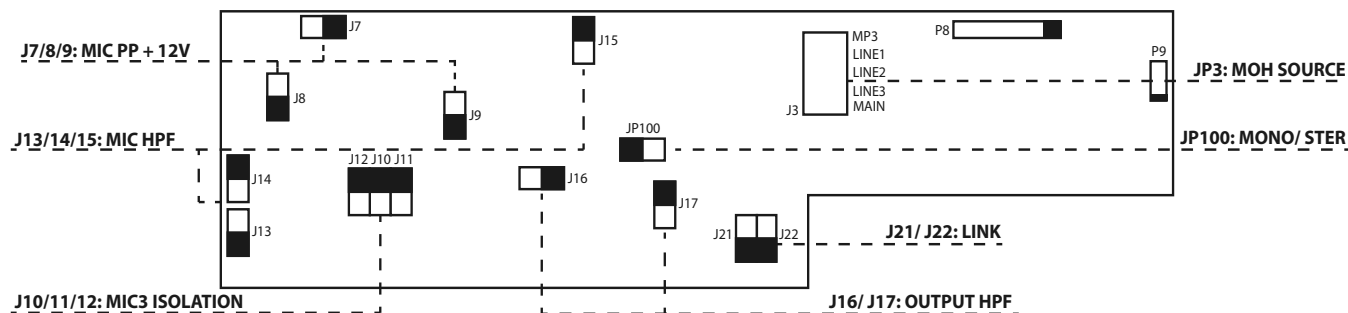 J7
J15
P8
MP3
LINE1
LINE2
LINE3
MAIN
J3
P9
J7/8/9: MIC PP + 12V
JP3: MOH SOURCE
J8
J9
JP100
J13/14/15: MIC HPF
JP100: MONO/ STER
J12 J10 J11
J14
J16
J17
J13
J21
J22
J21/ J22: LINK
J10/11/12: MIC3 ISOLATION
J16/ J17: OUTPUT HPF